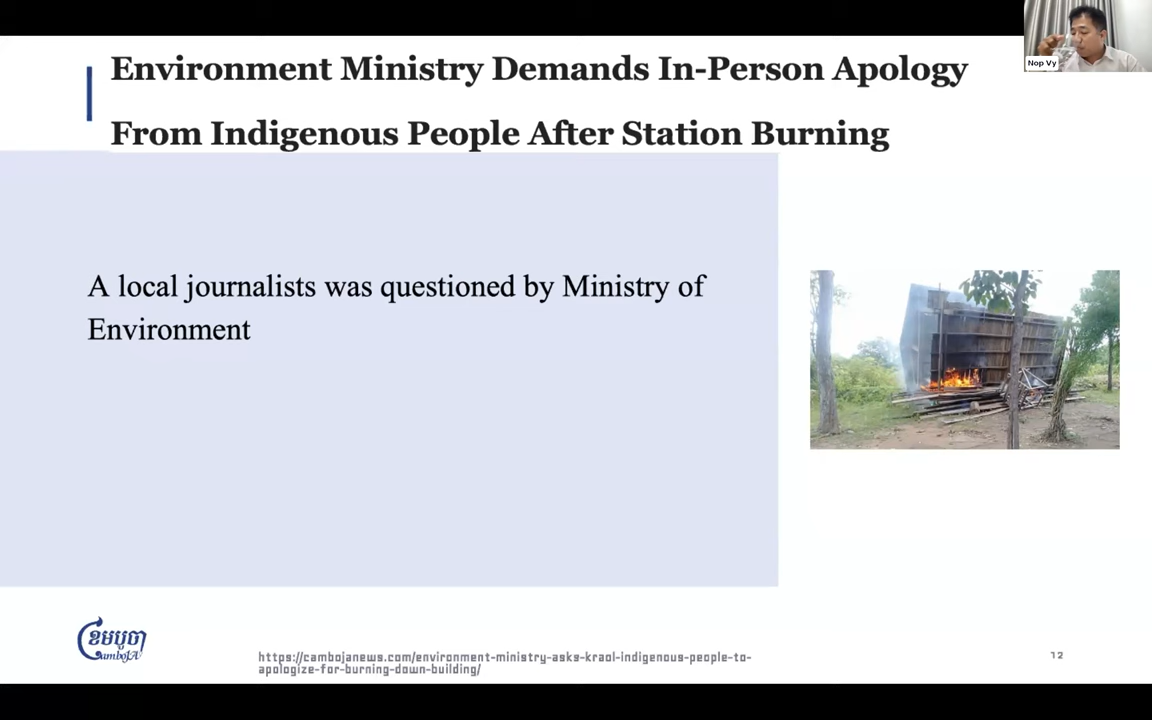 Environment Ministry Demands In-Person Apology
From Indigenous People After Station Burning
Nop Vy
A local journalists was questioned by Ministry of
Environment
ខមបូចា
CambojA
https://cambojanews.com/environment-ministry-asks-kraol-indigenous-people-to-
apologize-for-burning-down-building/
12